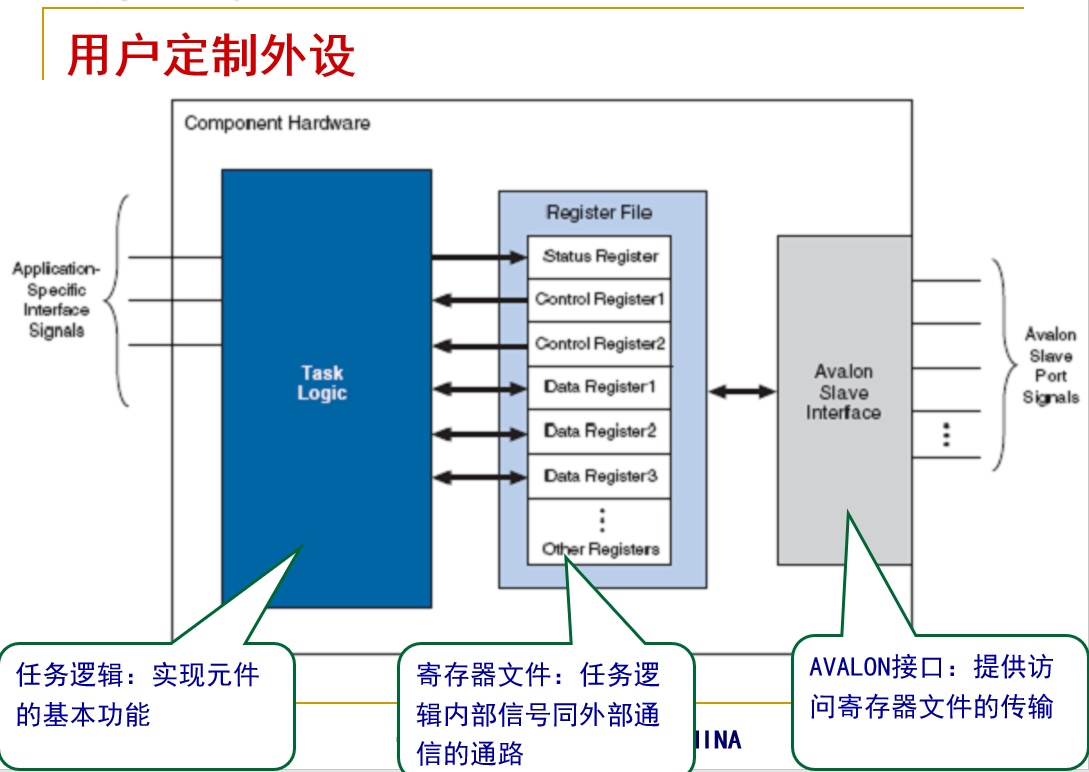 用户定制外设
Component Hardware
Application-
Specific
Interface
Signals
Task
Logic
Register File
Status Register
Control Register1
Control Register2
Data Register1
Data Register2
Data Register3
Other Registers
Avalon
Slave
Interface
Avalon
Slave
Port
Signals
任务逻辑：实现元件
的基本功能
寄存器文件：任务逻
辑内部信号同外部通
信的通路
AVALON接口：提供访
问寄存器文件的传输